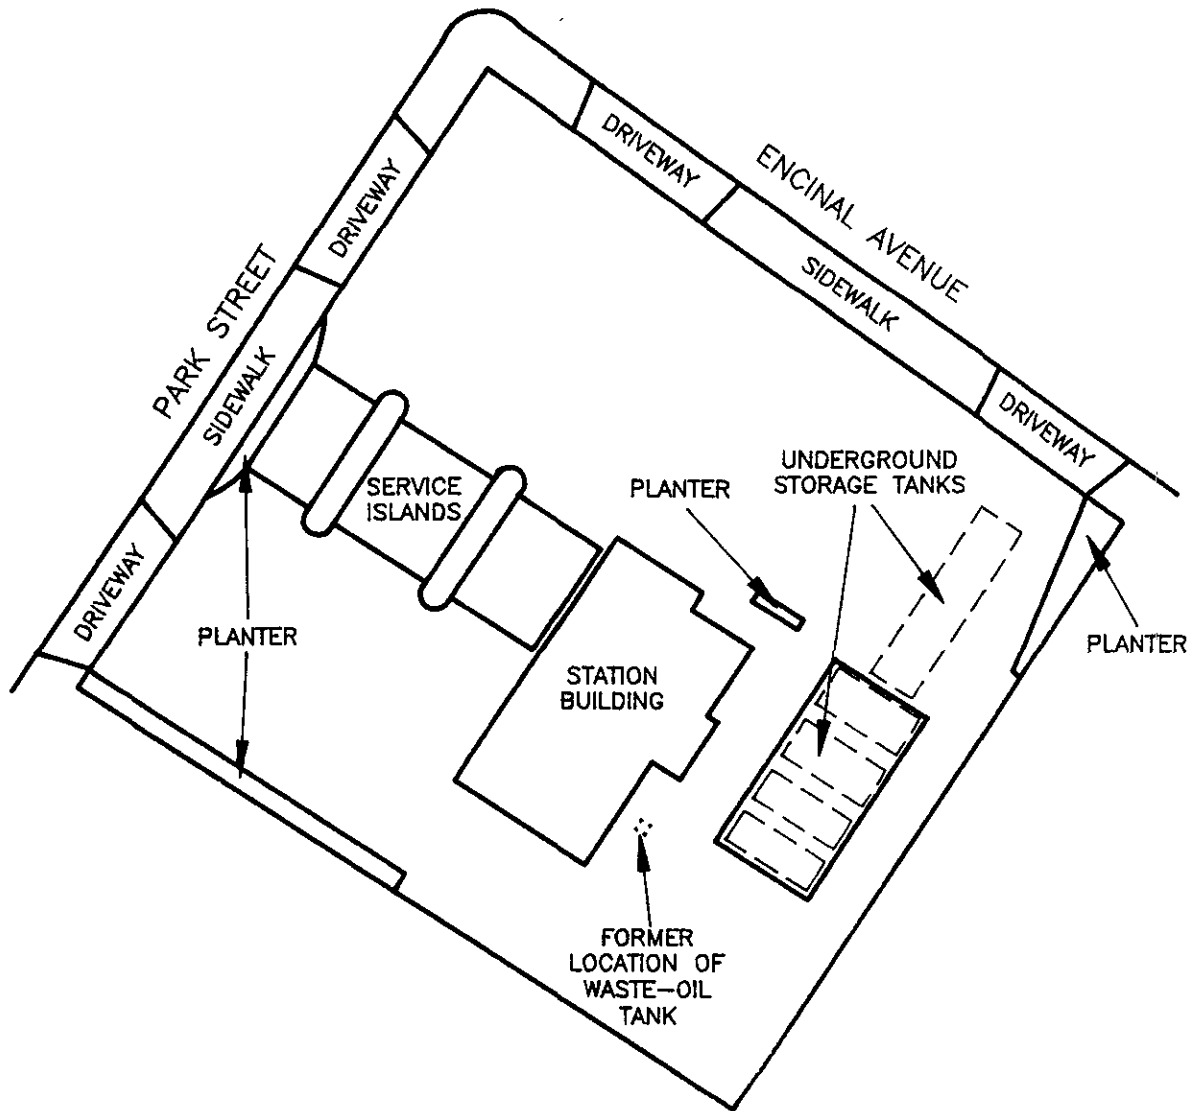 DRIVEWAY
ENCINAL AVENUE
DRIVEWAY
SIDEWALK
PARK STREET
SIDEWALK
DRIVEWAY
UNDERGROUND
STORAGE TANKS
PLANTER
SERVICE
ISLANDS
DRIVEWAY
PLANTER
PLANTER
STATION
BUILDING
FORMER
LOCATION OF
WASTE-OIL
TANK